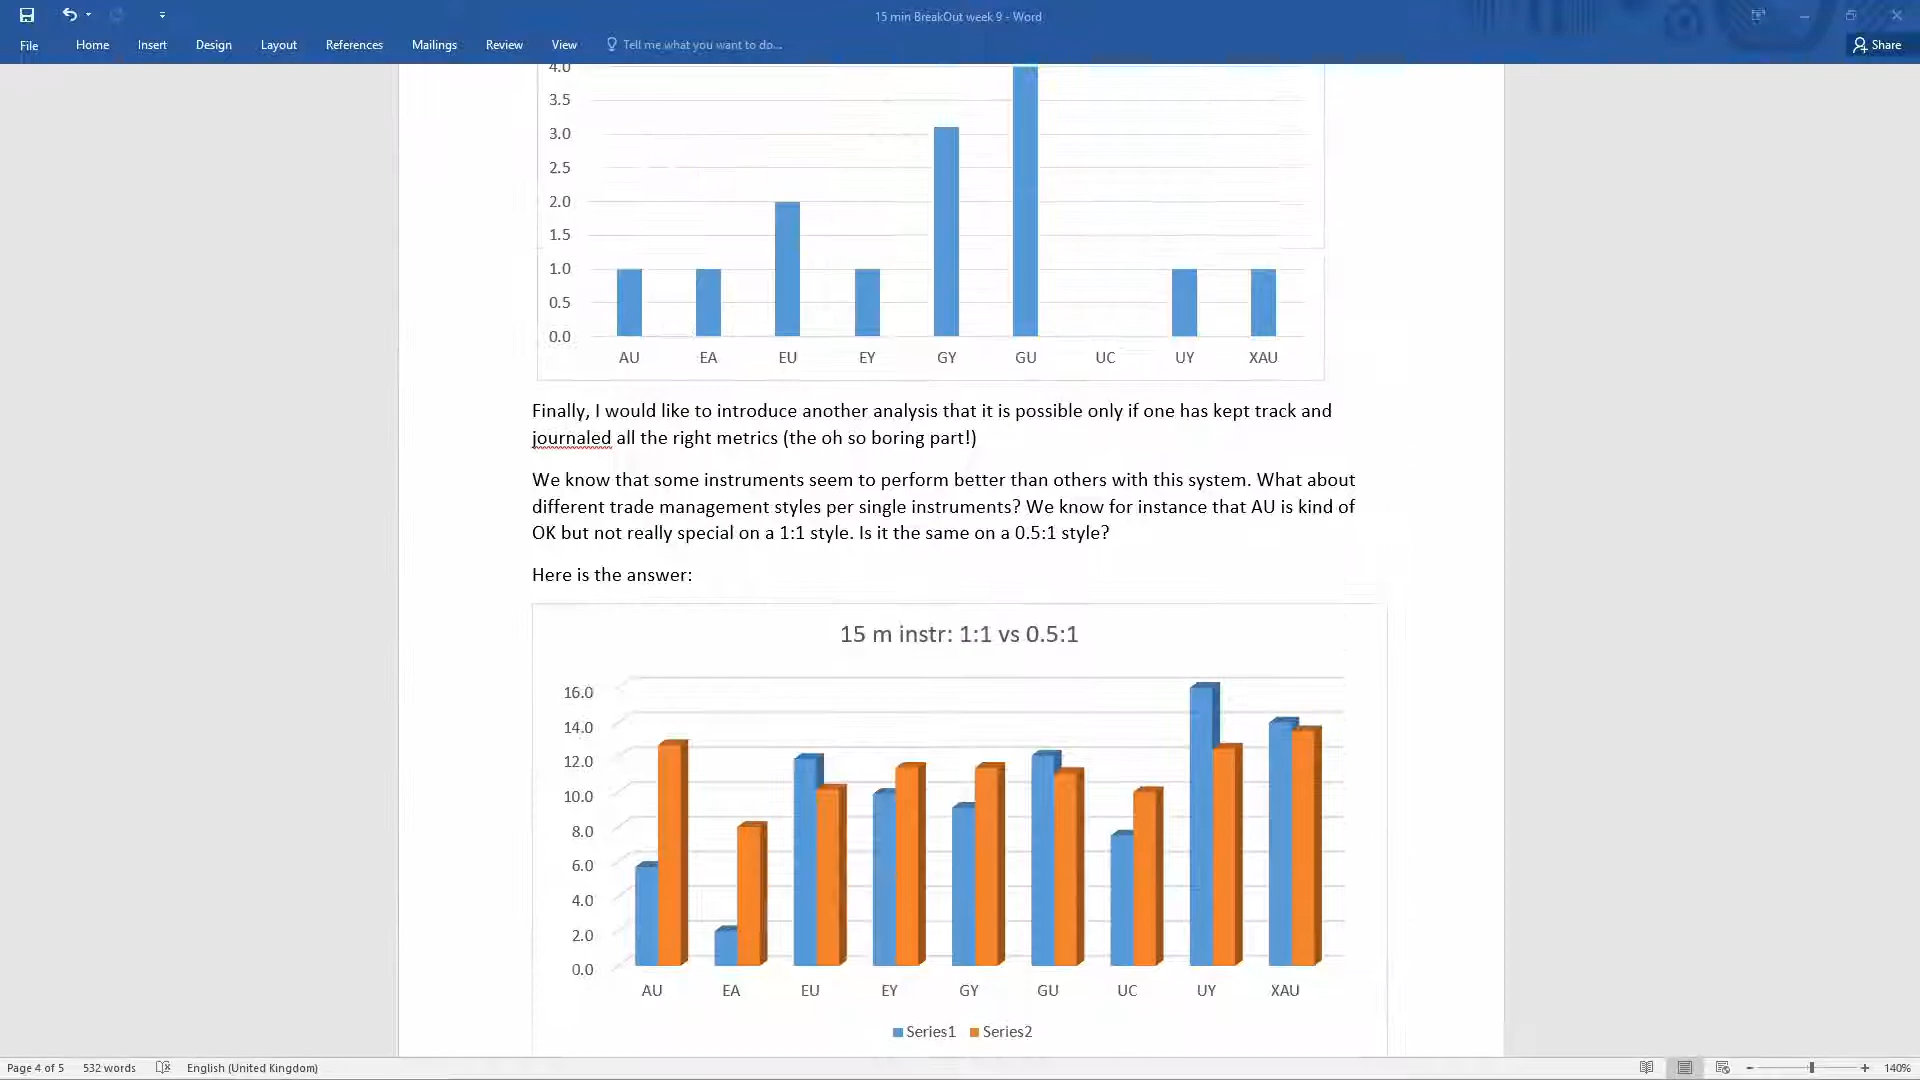 15 min BreakOut week 9 - Word
File Home Insert Design Layout References Mailings Review View Tell me what you want to do... Share
4.0
3.5
3.0
2.5
2.0
1.5
1.0
0.5
0.0
AU EA EU EY GY GU UC UY XAU
Finally, I would like to introduce another analysis that it is possible only if one has kept track and
journaled all the right metrics (the oh so boring part!)
We know that some instruments seem to perform better than others with this system. What about
different trade management styles per single instruments? We know for instance that AU is kind of
OK but not really special on a 1:1 style. Is it the same on a 0.5:1 style?
Here is the answer:
15 m instr: 1:1 vs 0.5:1
16.0
14.0
12.0
10.0
8.0
6.0
4.0
2.0
0.0
AU EA EU EY GY GU UC UY XAU
Series1 Series2
Page 4 of 5 532 words English (United Kingdom) 140%